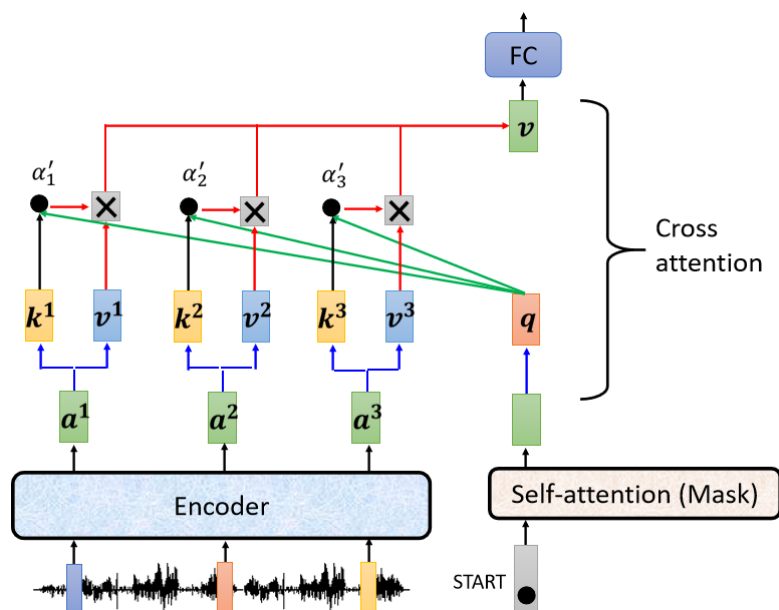 FC
v
α′₁ α′₂ α′₃
Cross
attention
k¹ v¹ k² v² k³ v³ q
a¹ a² a³
Encoder
Self-attention (Mask)
START